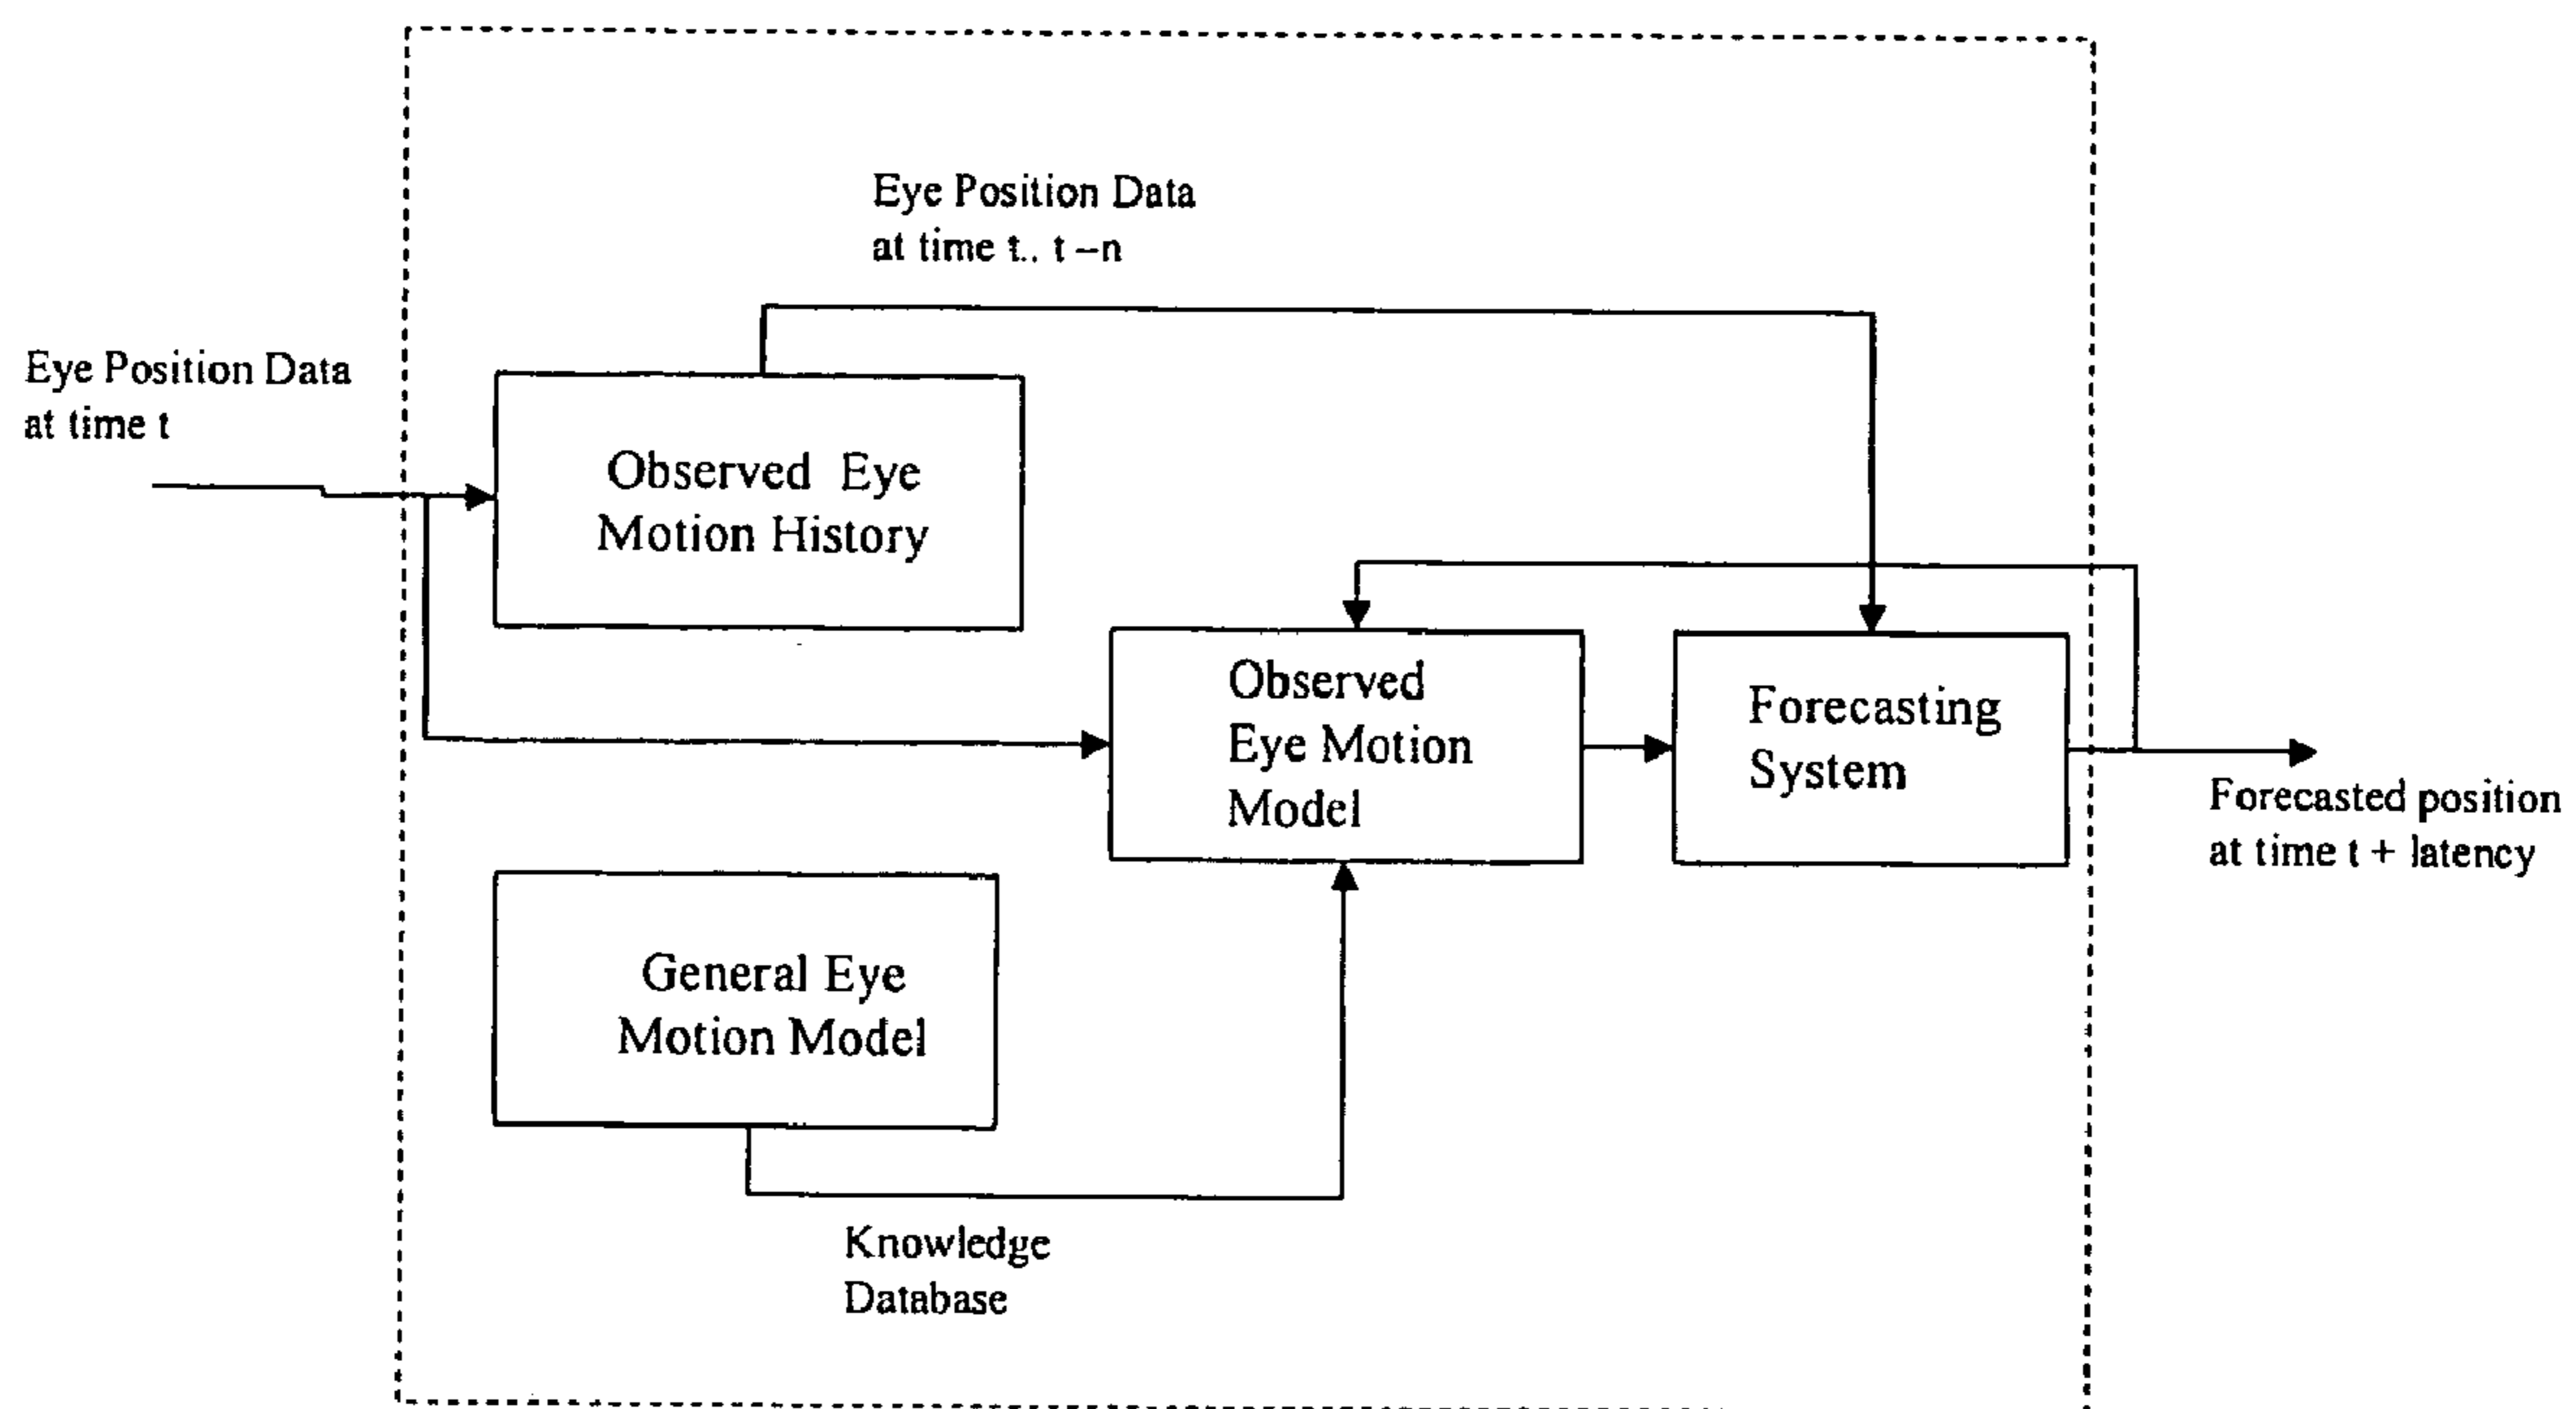 Eye Position Data
at time t.. t –n
Eye Position Data
at time t
Observed Eye
Motion History
Observed
Eye Motion
Model
Forecasting
System
Forecasted position
at time t + latency
General Eye
Motion Model
Knowledge
Database